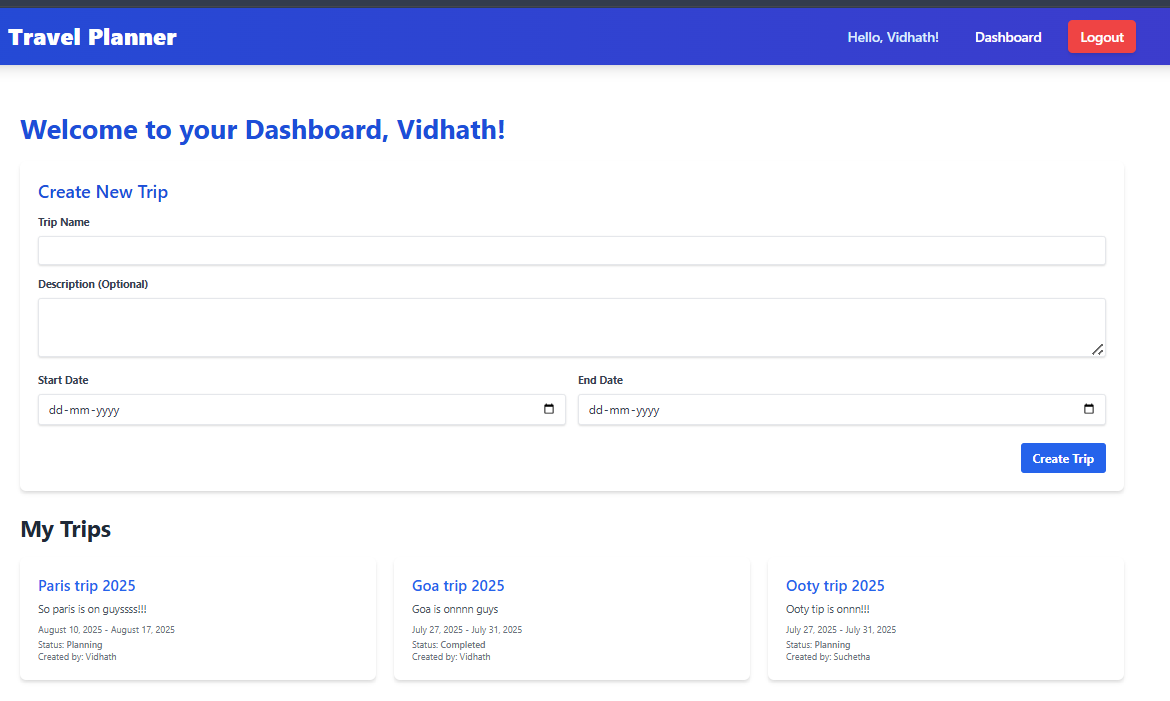 Travel Planner
Hello, Vidhath!
Dashboard
Logout
Welcome to your Dashboard, Vidhath!
Create New Trip
Trip Name
Description (Optional)
Start Date
End Date
dd-mm-yyyy
dd-mm-yyyy
Create Trip
My Trips
Paris trip 2025
So paris is on guyssss!!!
August 10, 2025 - August 17, 2025
Status: Planning
Created by: Vidhath
Goa trip 2025
Goa is onnnn guys
July 27, 2025 - July 31, 2025
Status: Completed
Created by: Vidhath
Ooty trip 2025
Ooty tip is onnn!!!
July 27, 2025 - July 31, 2025
Status: Planning
Created by: Suchetha